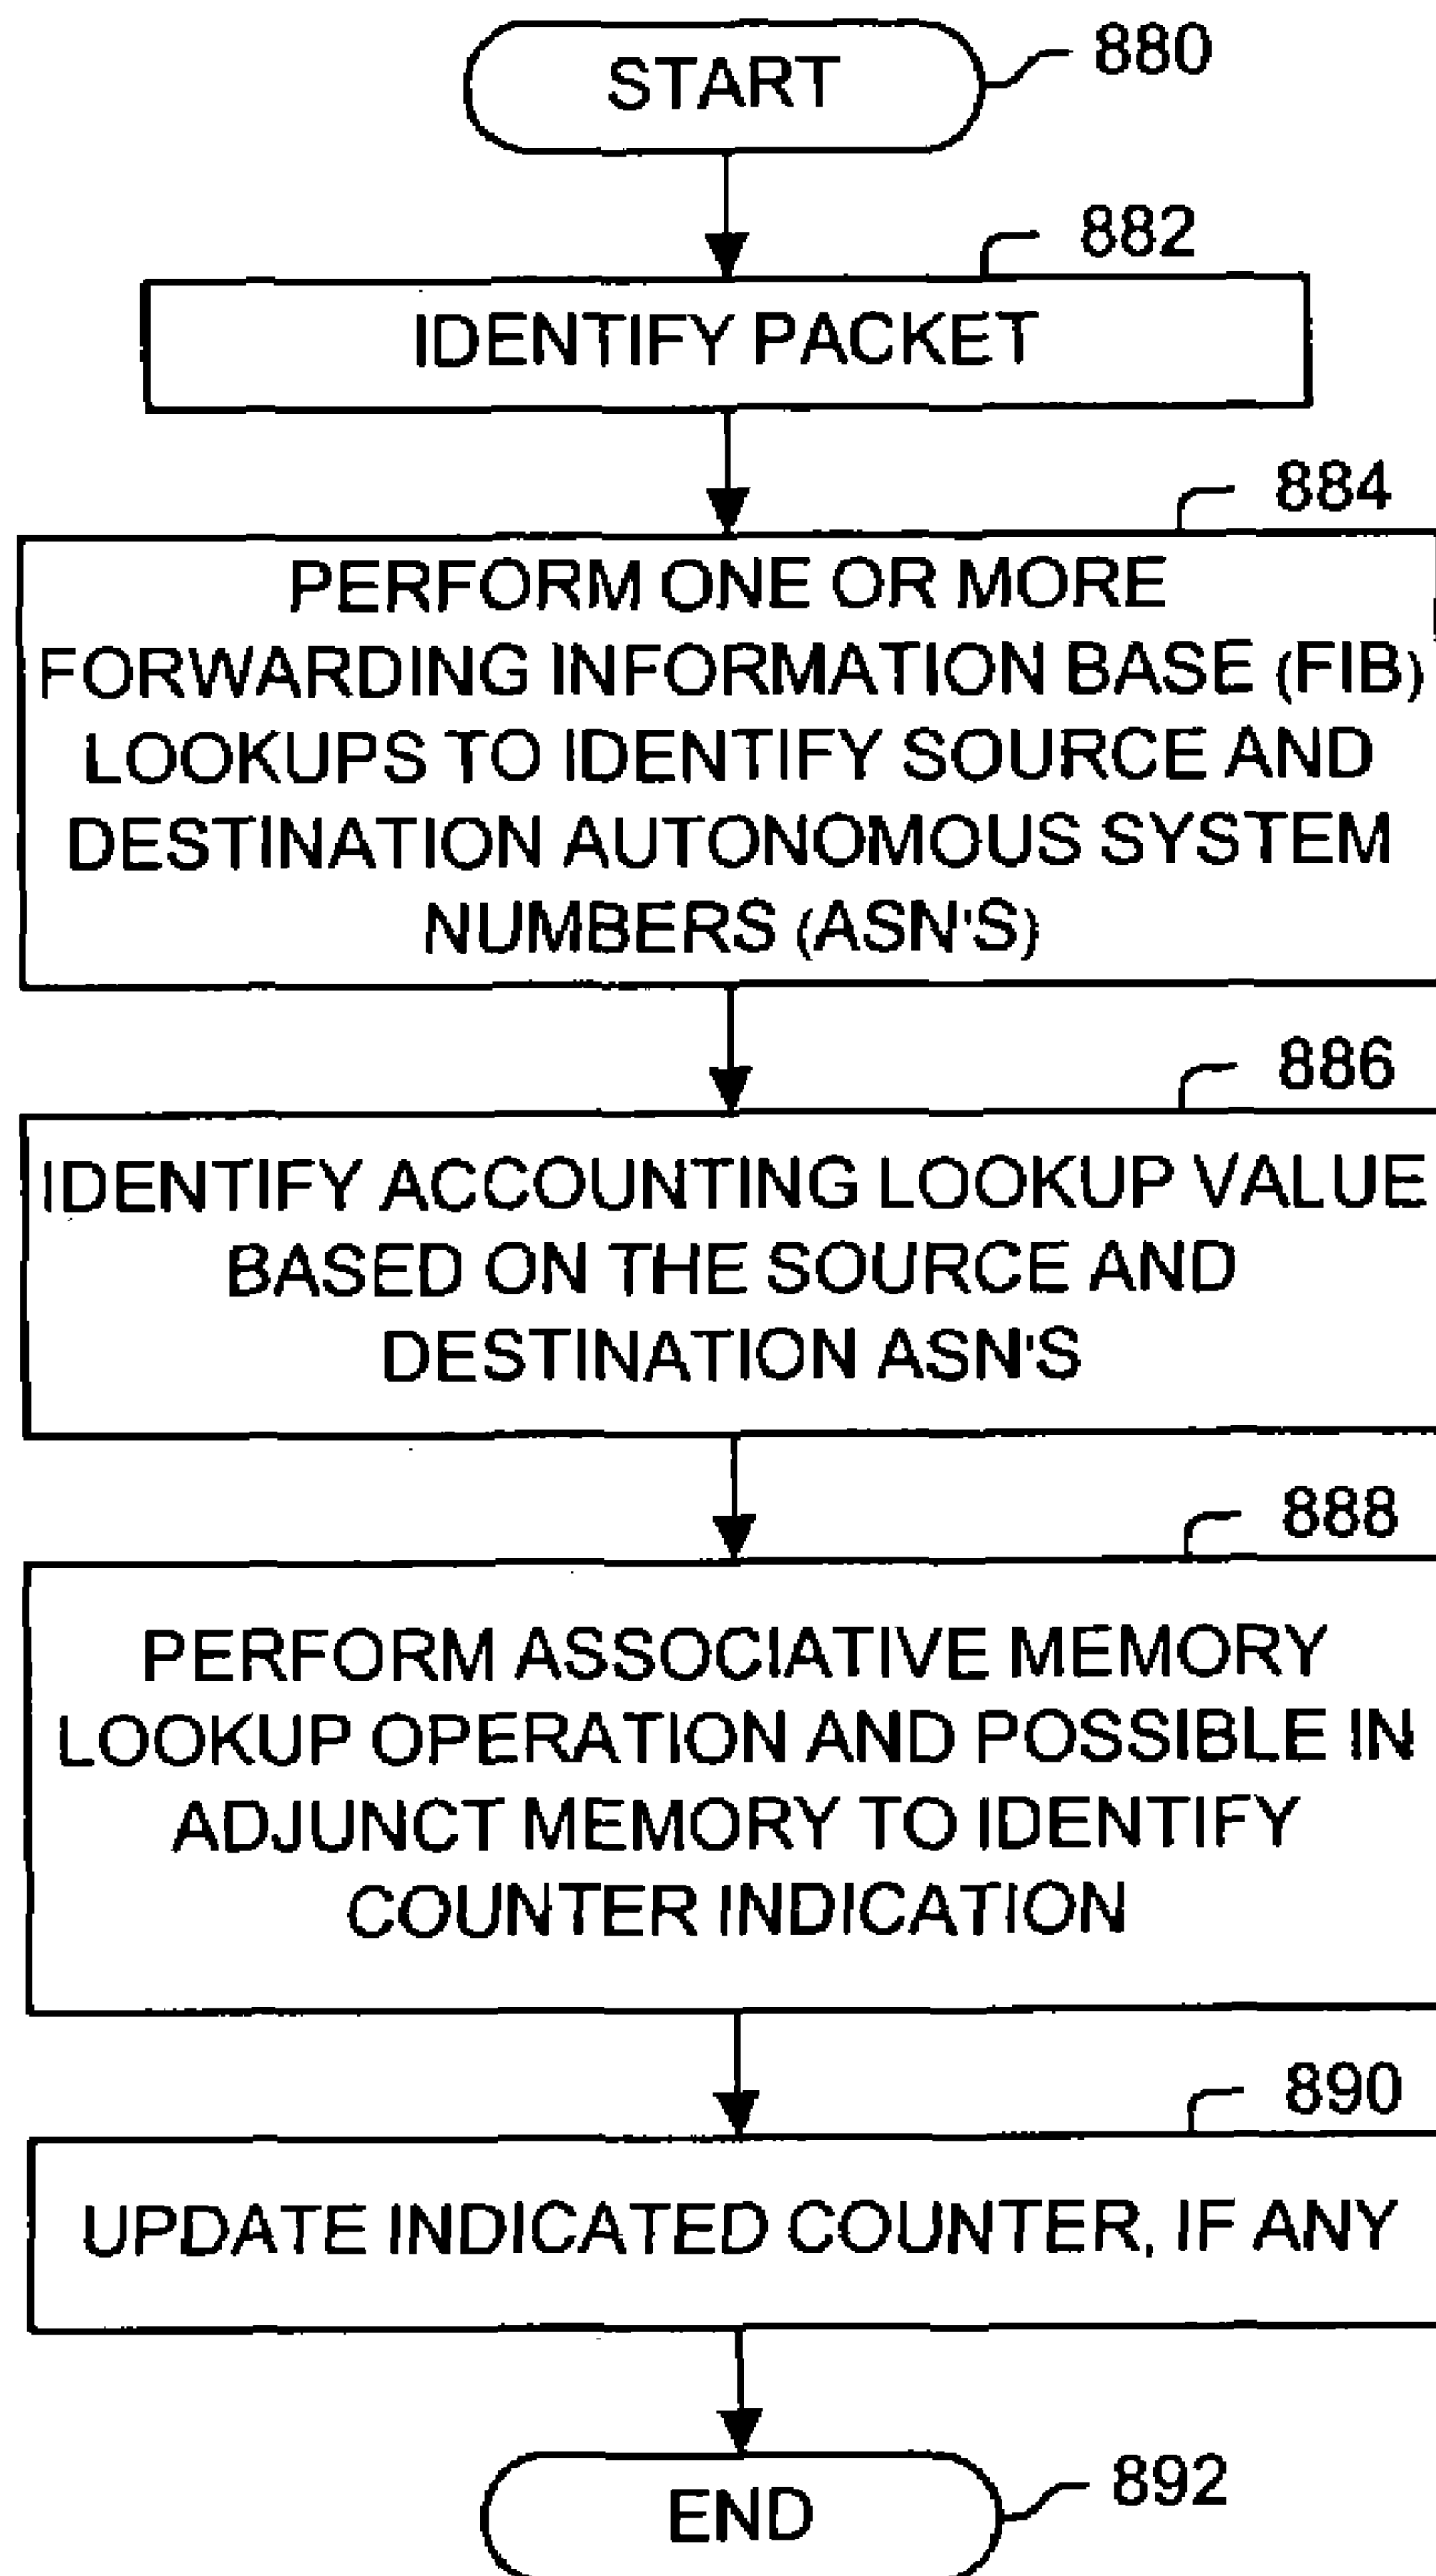 START
880
882
IDENTIFY PACKET
884
PERFORM ONE OR MORE
FORWARDING INFORMATION BASE (FIB)
LOOKUPS TO IDENTIFY SOURCE AND
DESTINATION AUTONOMOUS SYSTEM
NUMBERS (ASN'S)
886
IDENTIFY ACCOUNTING LOOKUP VALUE
BASED ON THE SOURCE AND
DESTINATION ASN'S
888
PERFORM ASSOCIATIVE MEMORY
LOOKUP OPERATION AND POSSIBLE IN
ADJUNCT MEMORY TO IDENTIFY
COUNTER INDICATION
890
UPDATE INDICATED COUNTER, IF ANY
END
892